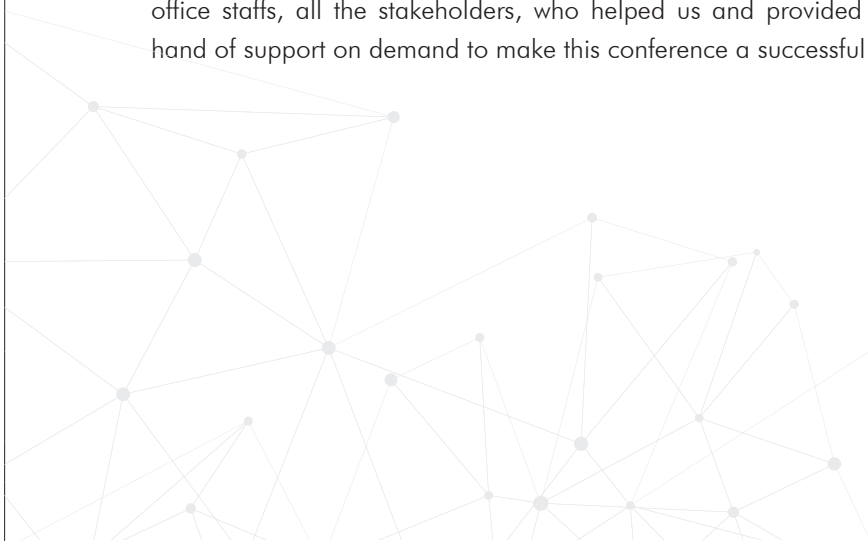 office staffs, all the stakeholders, who helped us and provided
hand of support on demand to make this conference a successful